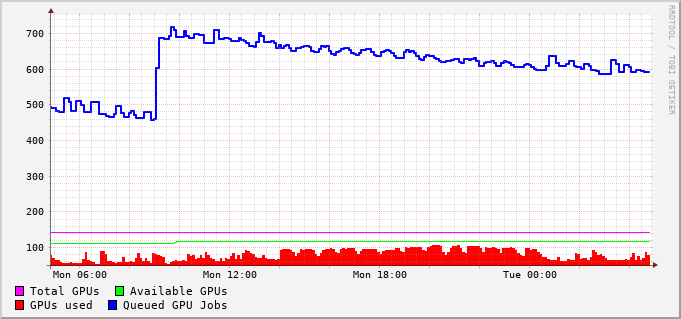 RRDTOOL / TOBI OETIKER
700
600
500
400
300
200
100
Mon 06:00 Mon 12:00 Mon 18:00 Tue 00:00
Total GPUs Available GPUs
GPUs used Queued GPU Jobs